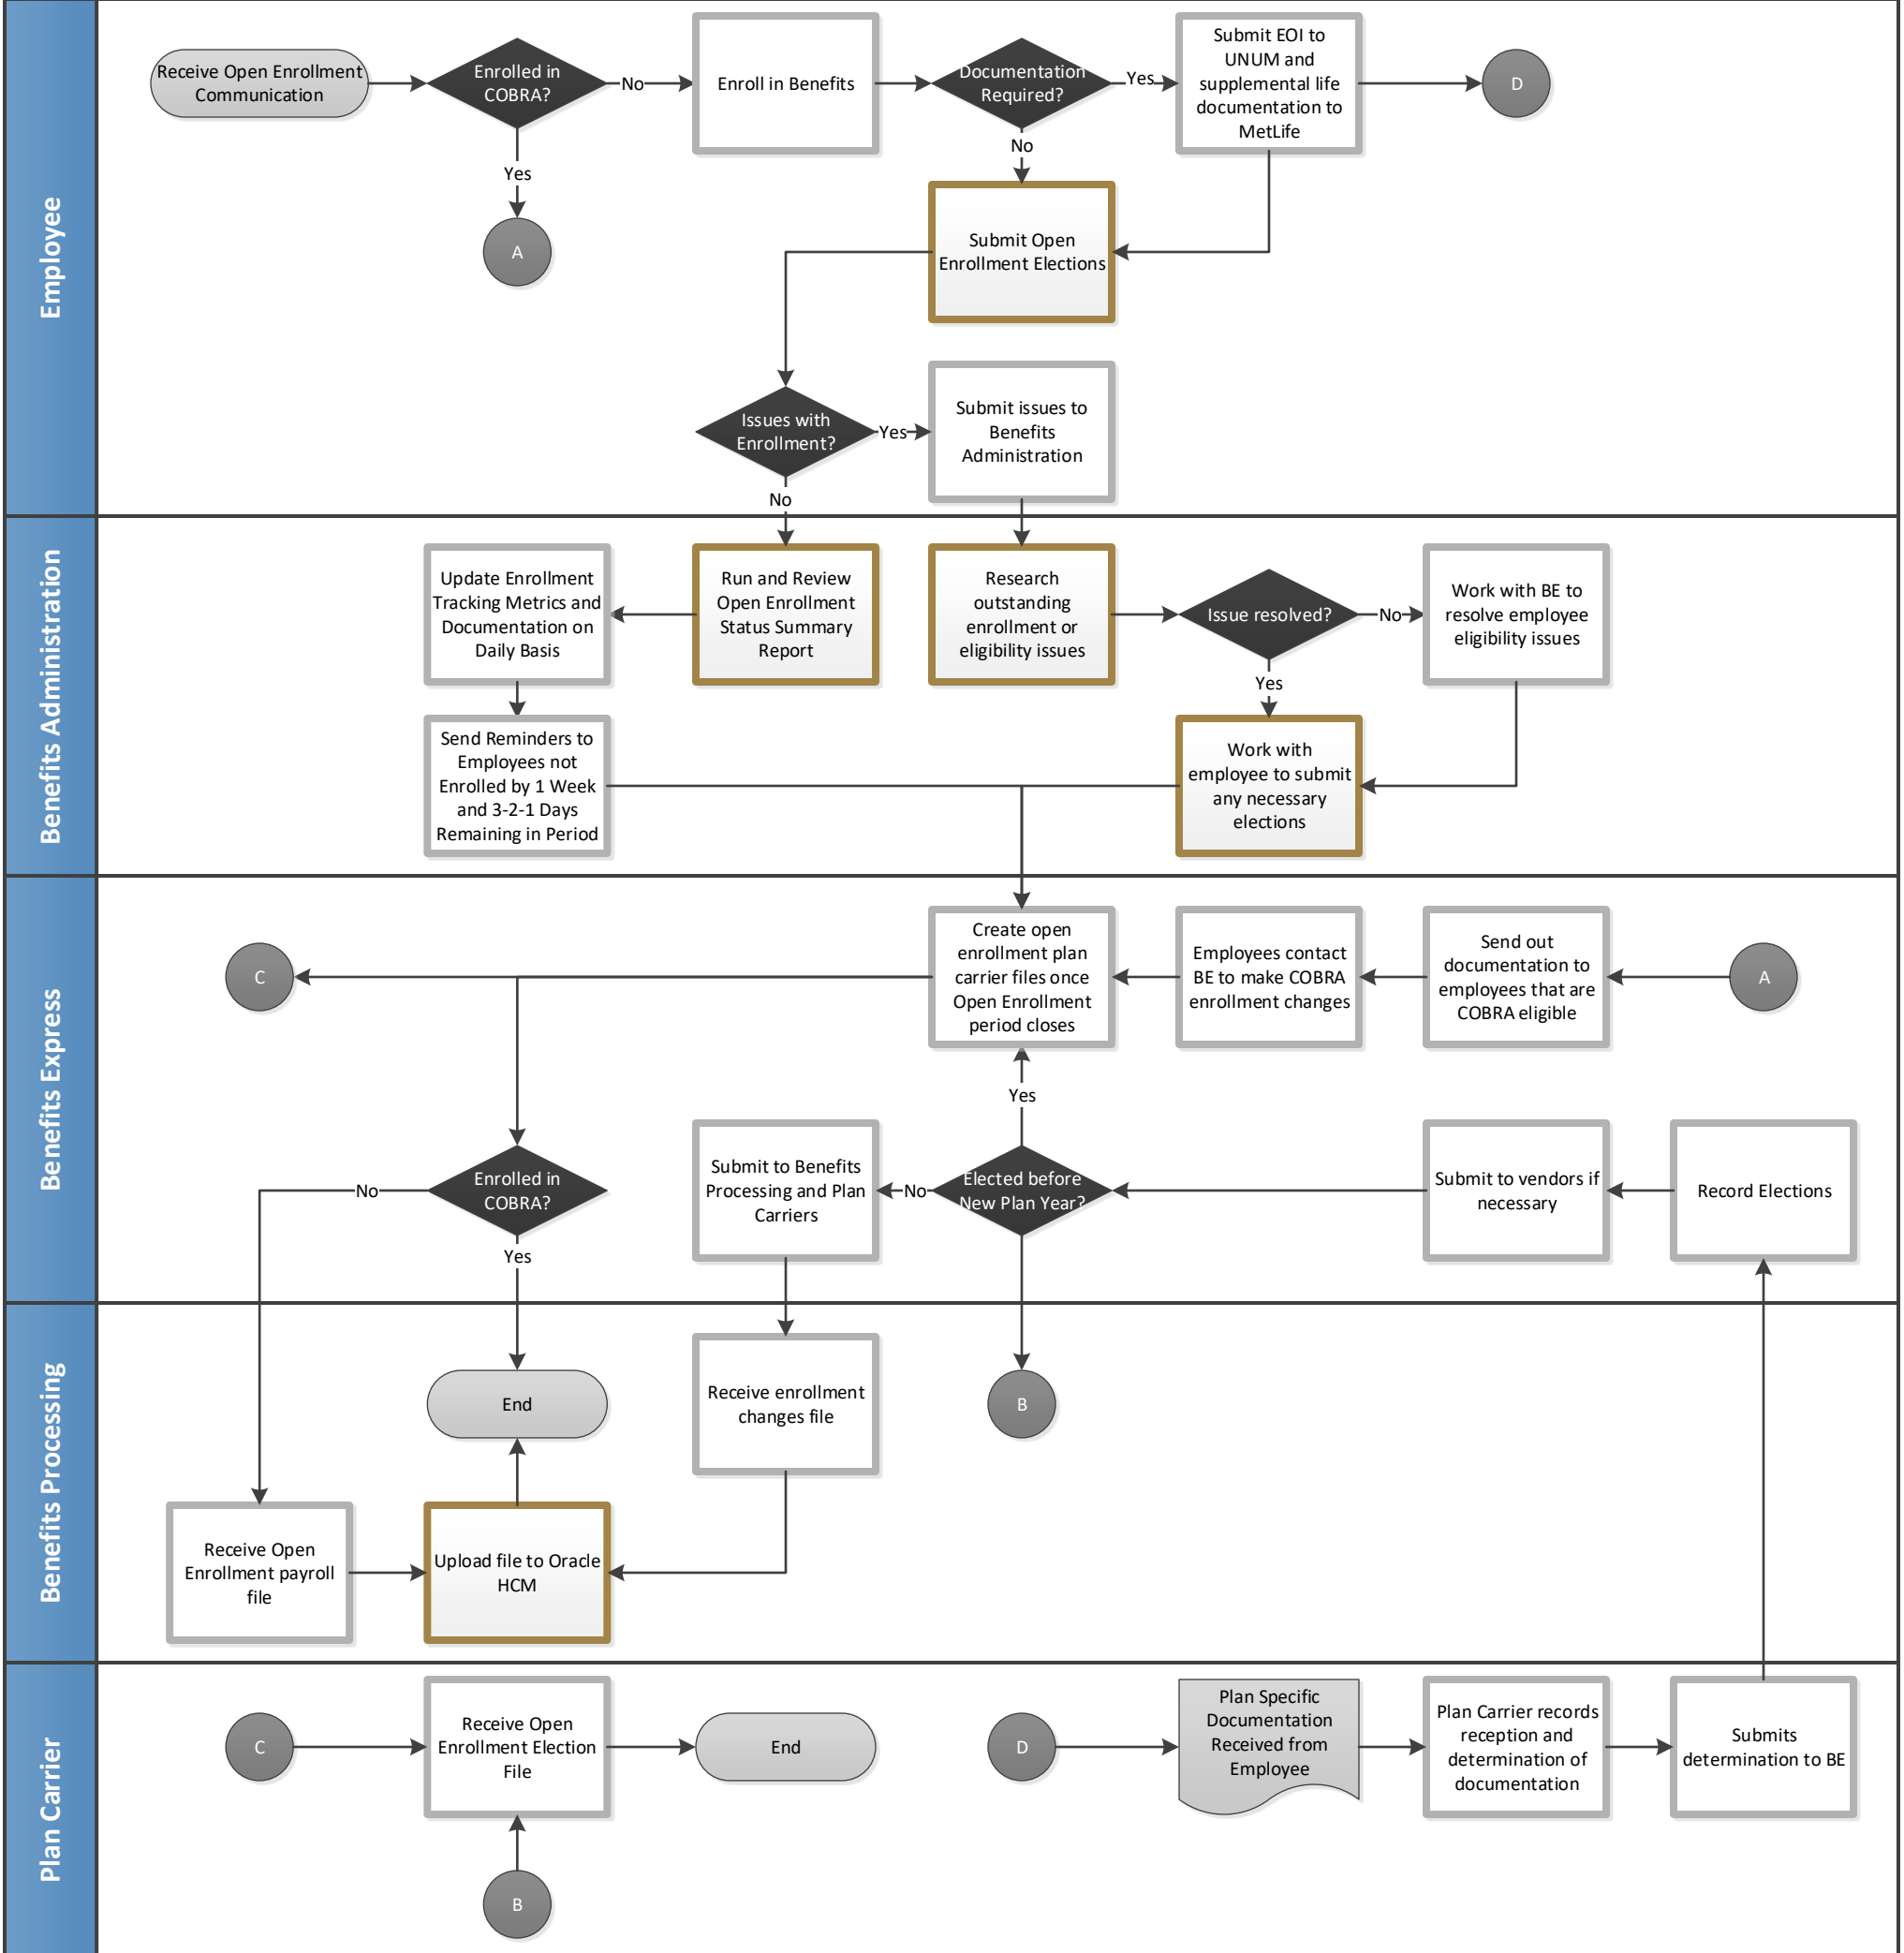 Employee
Receive Open Enrollment
Communication
Enrolled in
COBRA?
No
Enroll in Benefits
Documentation
Required?
Yes
Submit EOI to
UNUM and
supplemental life
documentation to
MetLife
D
Yes
No
A
Submit Open
Enrollment Elections
Issues with
Enrollment?
Yes
Submit issues to
Benefits
Administration
No
Benefits Administration
Update Enrollment
Tracking Metrics and
Documentation on
Daily Basis
Run and Review
Open Enrollment
Status Summary
Report
Research
outstanding
enrollment or
eligibility issues
Issue resolved?
No
Work with BE to
resolve employee
eligibility issues
Yes
Send Reminders to
Employees not
Enrolled by 1 Week
and 3-2-1 Days
Remaining in Period
Work with
employee to submit
any necessary
elections
Benefits Express
C
Create open
enrollment plan
carrier files once
Open Enrollment
period closes
Employees contact
BE to make COBRA
enrollment changes
Send out
documentation to
employees that are
COBRA eligible
A
Yes
No
Enrolled in
COBRA?
Submit to Benefits
Processing and Plan
Carriers
No
Elected before
New Plan Year?
Submit to vendors if
necessary
Record Elections
Yes
Benefits Processing
End
Receive enrollment
changes file
B
Receive Open
Enrollment payroll
file
Upload file to Oracle
HCM
Plan Carrier
C
Receive Open
Enrollment Election
File
End
D
Plan Specific
Documentation
Received from
Employee
Plan Carrier records
reception and
determination of
documentation
Submits
determination to BE
B